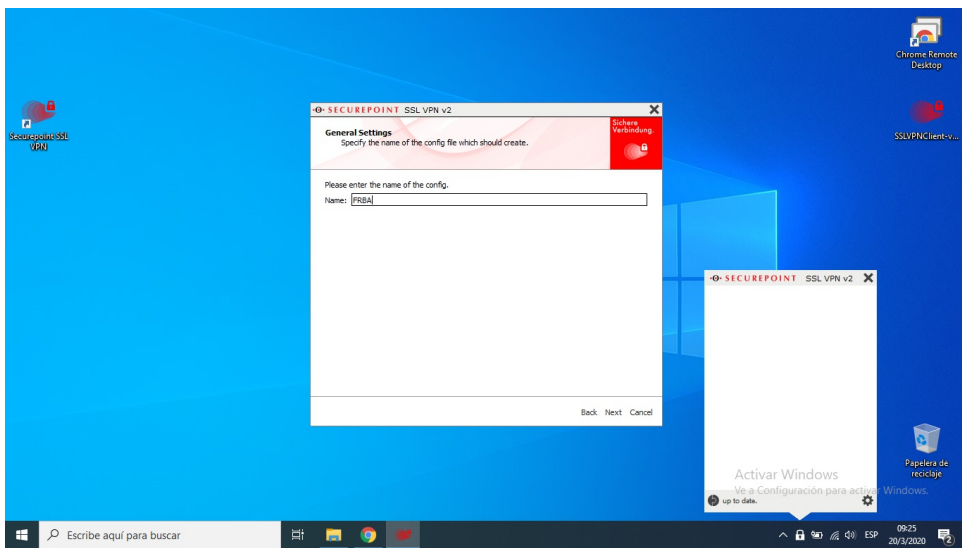 Chrome Remote
Desktop
Securepoint SSL
VPN
SSLVPNClient-v...
SECUREPOINT SSL VPN v2
General Settings
Specify the name of the config file which should create.
Sichere
Verbindung.
Please enter the name of the config.
Name: FRBA
Back Next Cancel
SECUREPOINT SSL VPN v2
Activar Windows
Ve a Configuración para activar Windows.
up to date.
Papelera de
reciclaje
Escribe aquí para buscar
ESP
09:25
20/3/2020
2